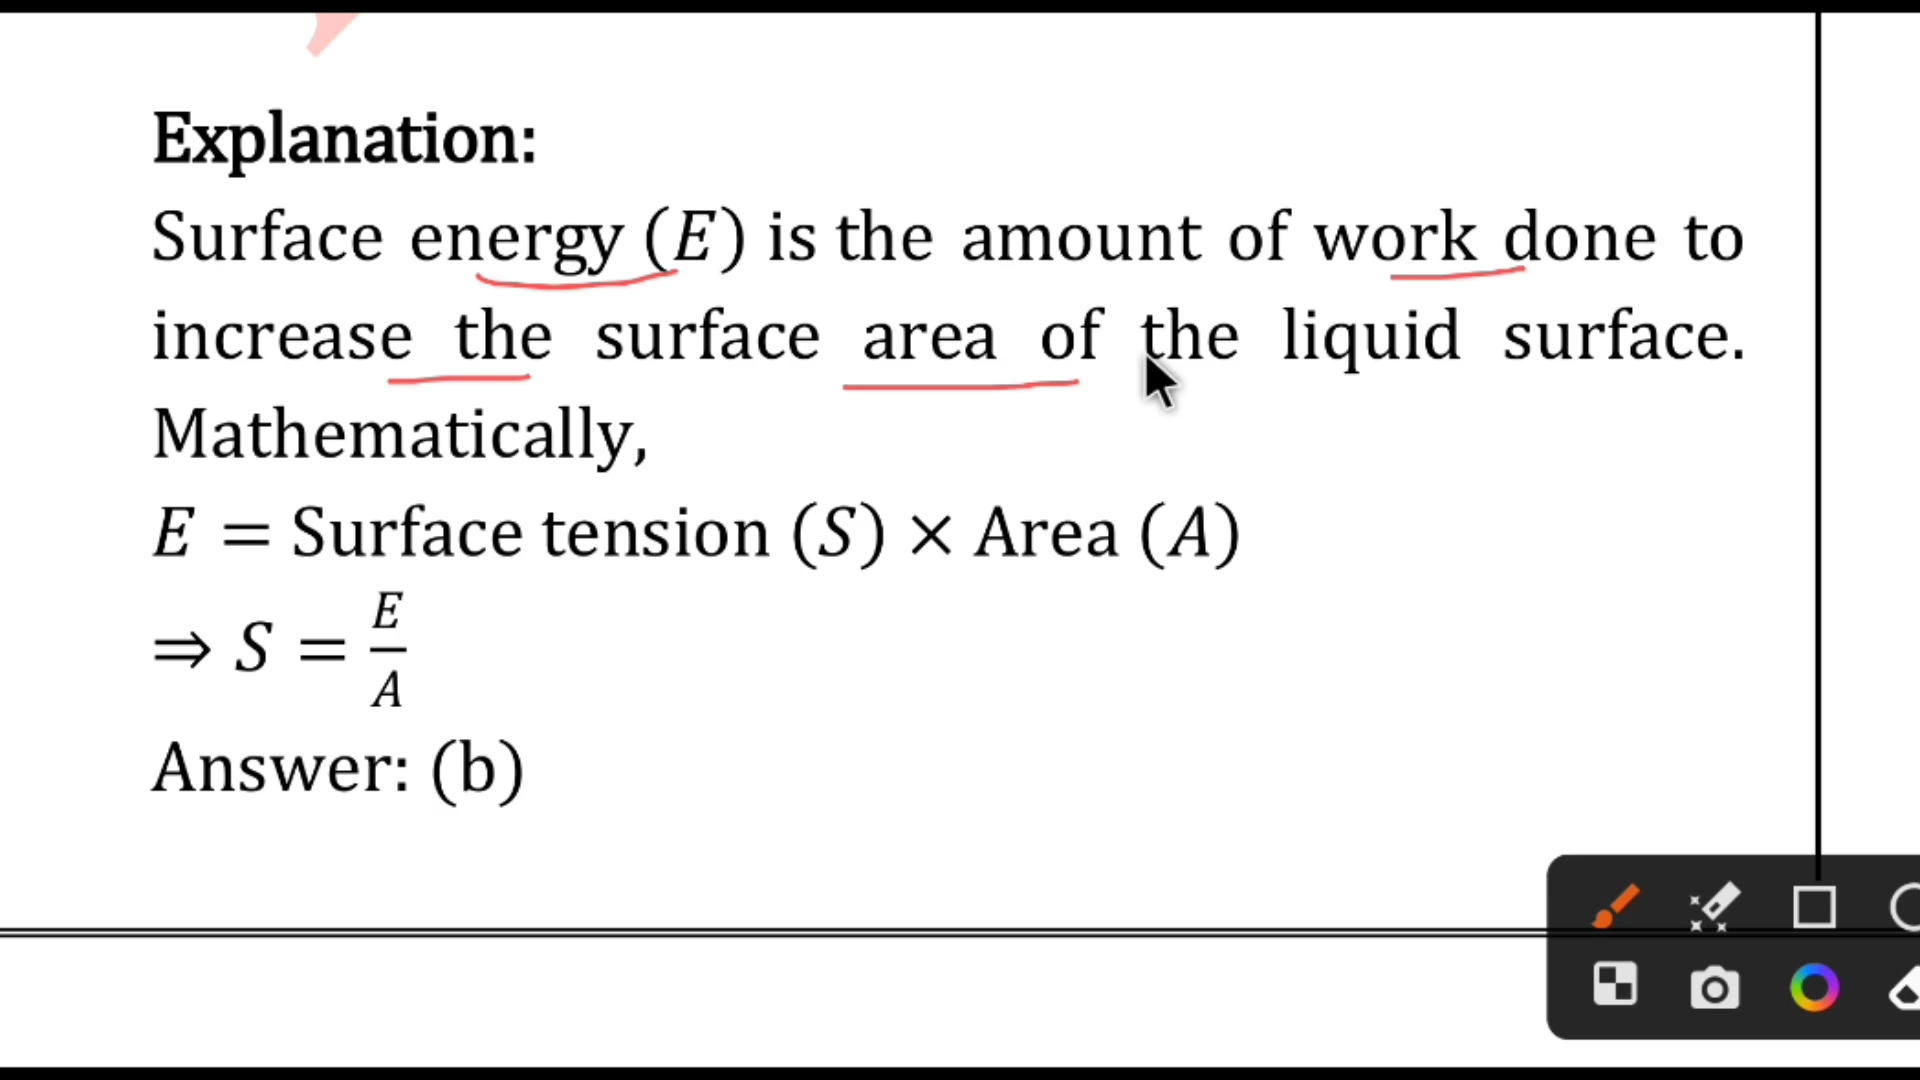 Explanation:
Surface energy (E) is the amount of work done to
increase the surface area of the liquid surface.
Mathematically,
E = Surface tension (S) × Area (A)
⇒ S = E/A
Answer: (b)